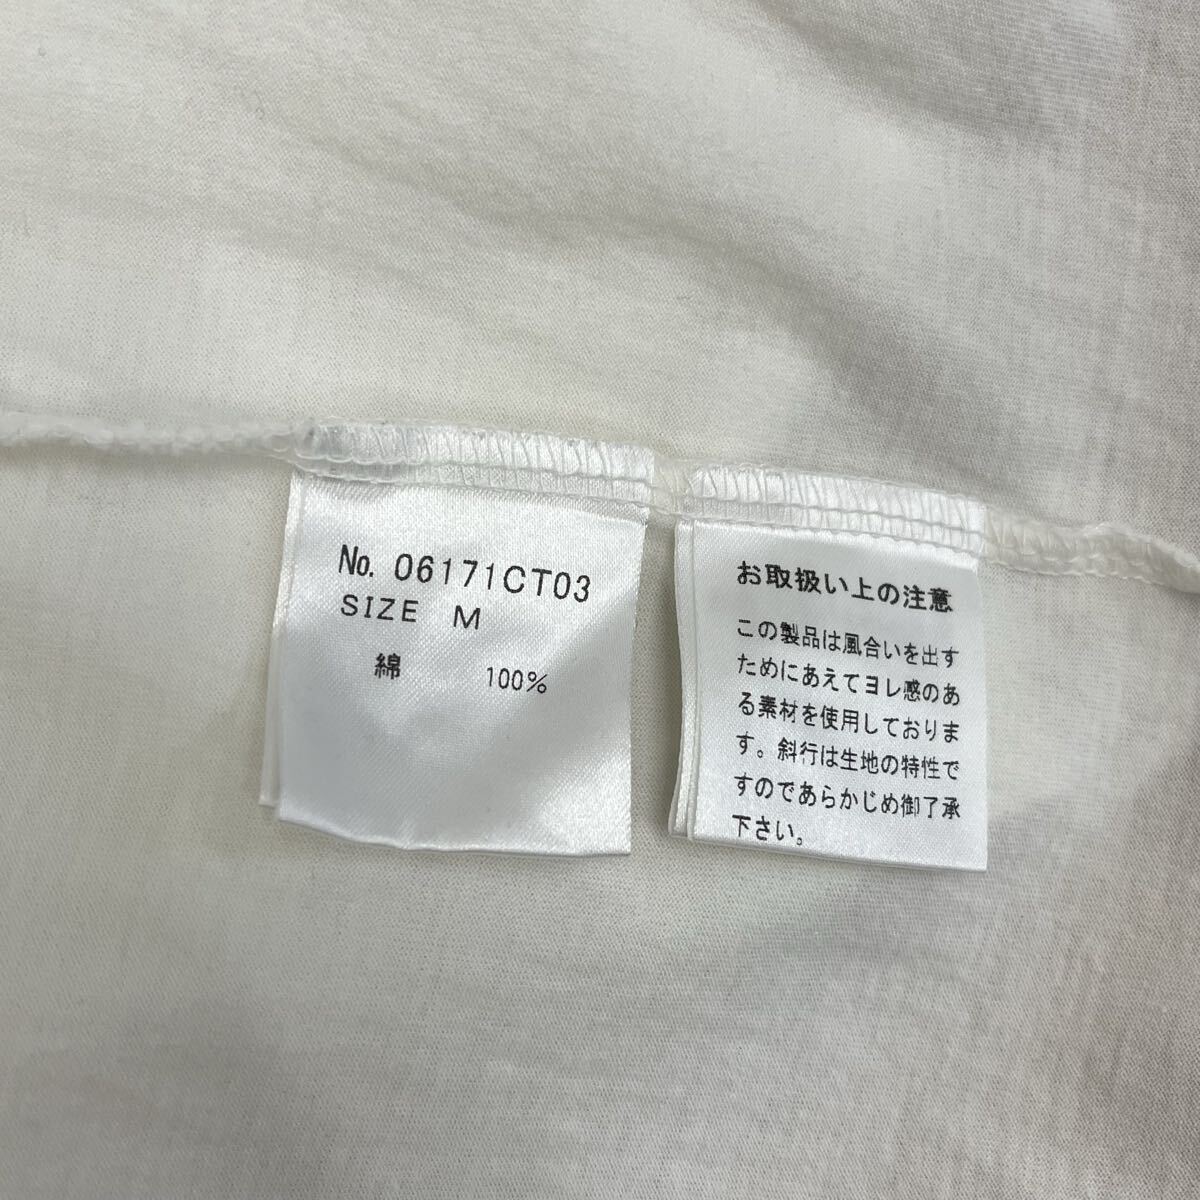 No. 06171CT03
SIZE M
綿 100%
お取扱い上の注意
この製品は風合いを出す
ためにあえてヨレ感のあ
る素材を使用しておりま
す。斜行は生地の特性で
すのであらかじめ御了承
下さい。